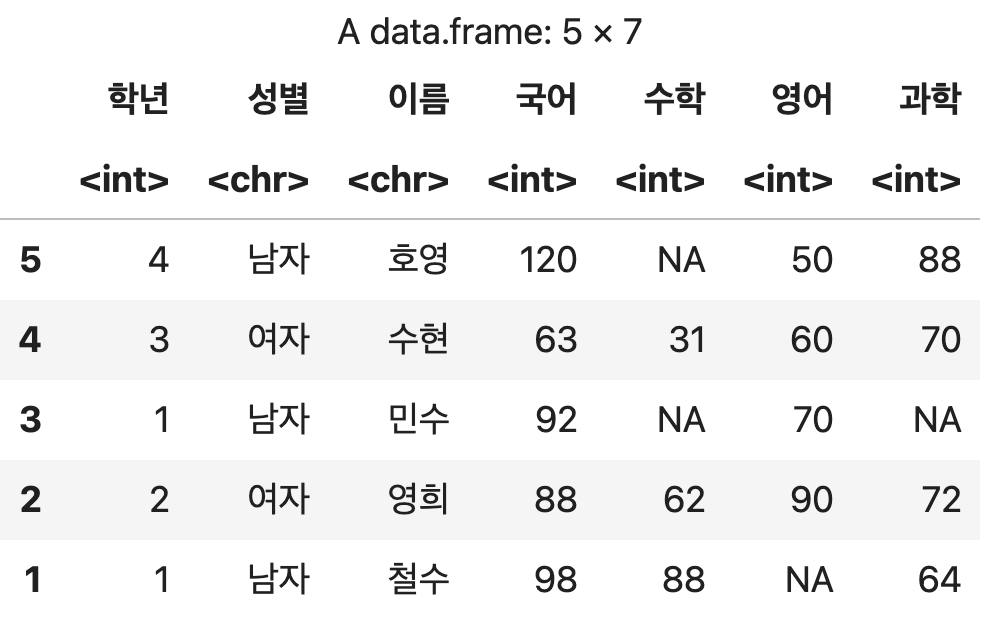 A data.frame: 5 × 7
학년 성별 이름 국어 수학 영어 과학
<int> <chr> <chr> <int> <int> <int> <int>
5 4 남자 호영 120 NA 50 88
4 3 여자 수현 63 31 60 70
3 1 남자 민수 92 NA 70 NA
2 2 여자 영희 88 62 90 72
1 1 남자 철수 98 88 NA 64